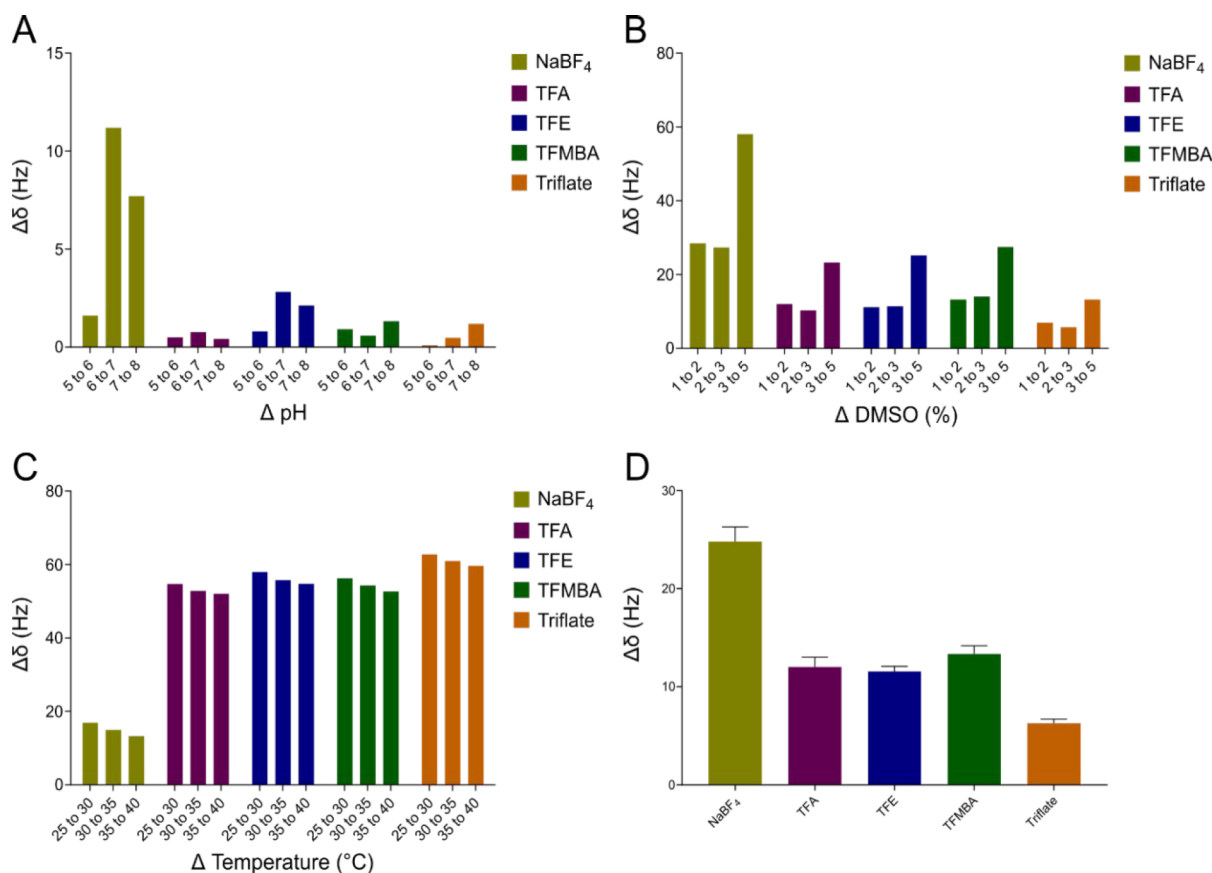 A
Δδ (Hz)
15
10
5
0
5 to 6
6 to 7
7 to 8
5 to 6
6 to 7
7 to 8
5 to 6
6 to 7
7 to 8
5 to 6
6 to 7
7 to 8
5 to 6
6 to 7
7 to 8
Δ pH
NaBF₄
TFA
TFE
TFMBA
Triflate
B
Δδ (Hz)
80
60
40
20
0
1 to 2
2 to 3
3 to 5
1 to 2
2 to 3
3 to 5
1 to 2
2 to 3
3 to 5
1 to 2
2 to 3
3 to 5
1 to 2
2 to 3
3 to 5
Δ DMSO (%)
NaBF₄
TFA
TFE
TFMBA
Triflate
C
Δδ (Hz)
80
60
40
20
0
25 to 30
30 to 35
35 to 40
25 to 30
30 to 35
35 to 40
25 to 30
30 to 35
35 to 40
25 to 30
30 to 35
35 to 40
25 to 30
30 to 35
35 to 40
Δ Temperature (°C)
NaBF₄
TFA
TFE
TFMBA
Triflate
D
Δδ (Hz)
30
20
10
0
NaBF₄
TFA
TFE
TFMBA
Triflate